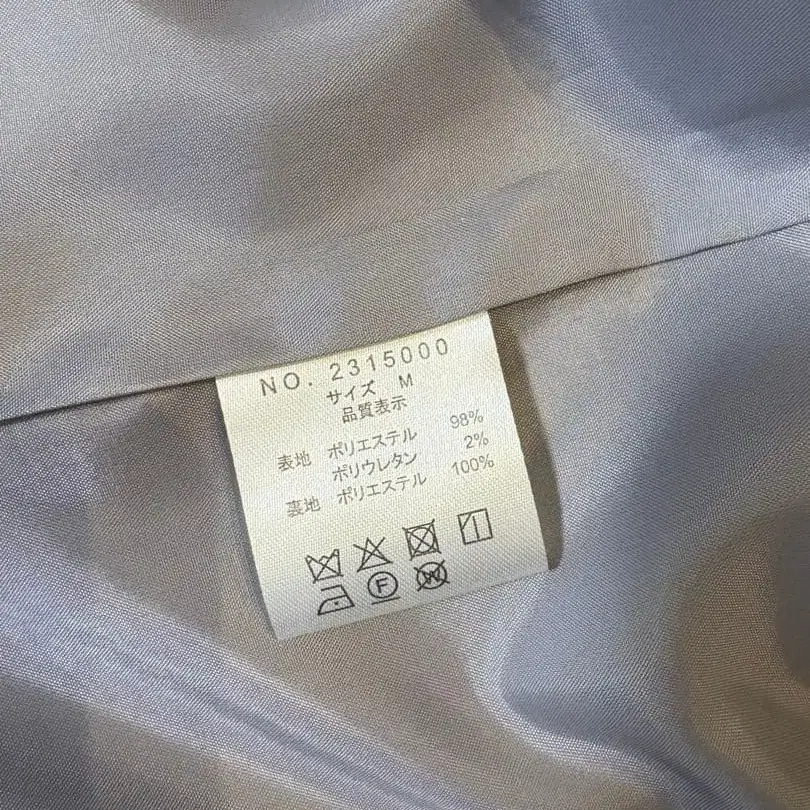 NO. 2315000
サイズ M
品質表示
表地 ポリエステル 98%
ポリウレタン 2%
裏地 ポリエステル 100%
F
W